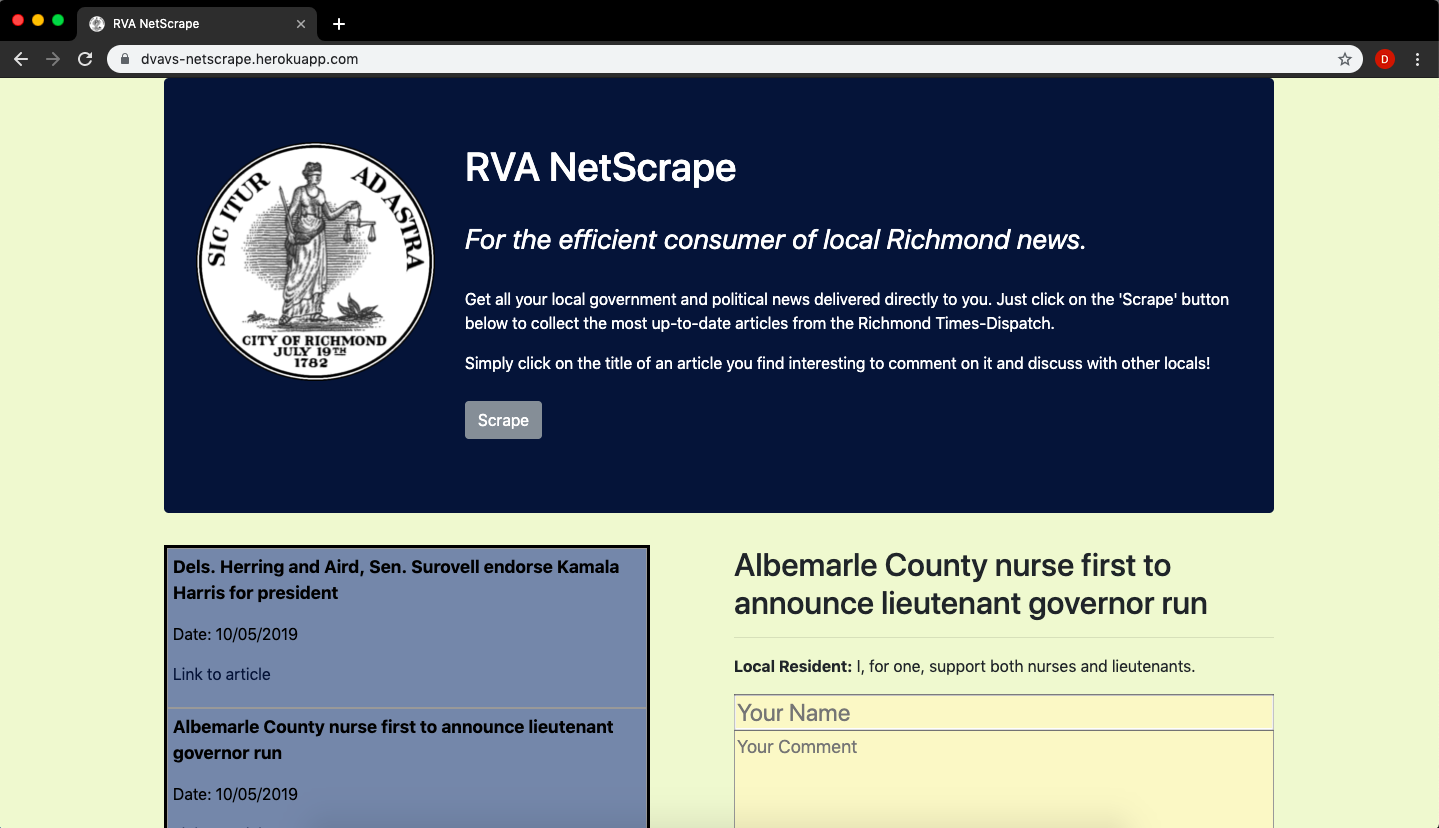 RVA NetScrape
dvavs-netscrape.herokuapp.com
D
SIC ITUR AD ASTRA
CITY OF RICHMOND
JULY 19TH
1782
RVA NetScrape
For the efficient consumer of local Richmond news.
Get all your local government and political news delivered directly to you. Just click on the 'Scrape' button
below to collect the most up-to-date articles from the Richmond Times-Dispatch.
Simply click on the title of an article you find interesting to comment on it and discuss with other locals!
Scrape
Dels. Herring and Aird, Sen. Surovell endorse Kamala
Harris for president
Date: 10/05/2019
Link to article
Albemarle County nurse first to announce lieutenant
governor run
Date: 10/05/2019
Albemarle County nurse first to
announce lieutenant governor run
Local Resident: I, for one, support both nurses and lieutenants.
Your Name
Your Comment